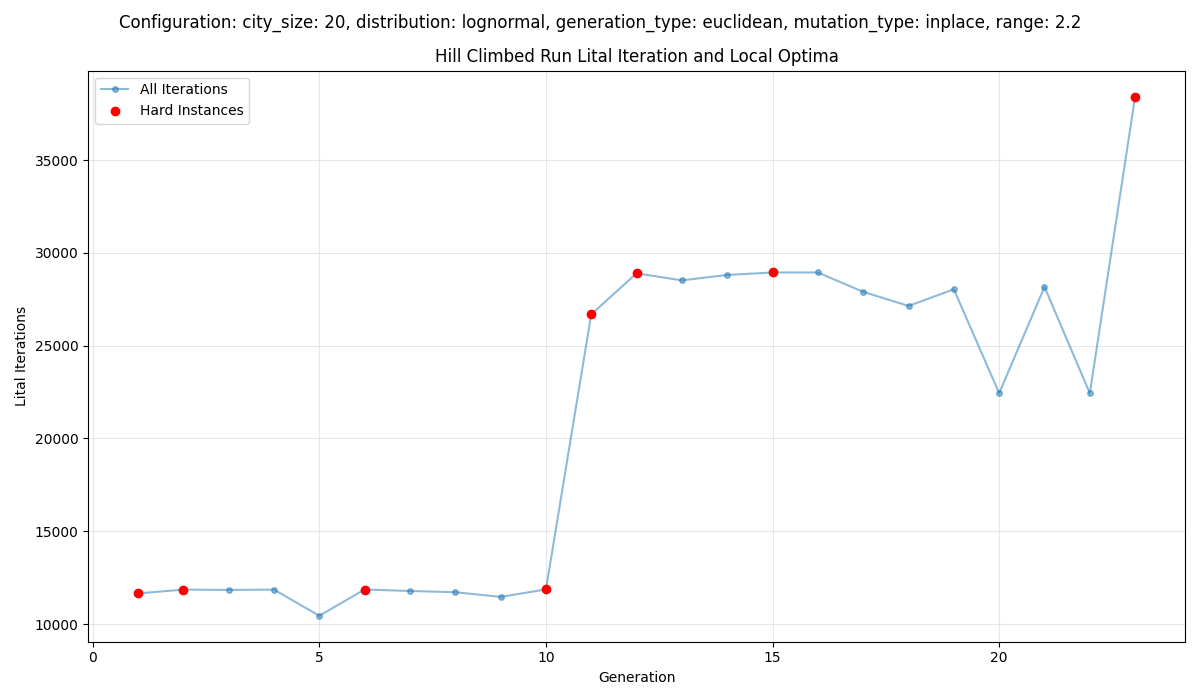 Configuration: city_size: 20, distribution: lognormal, generation_type: euclidean, mutation_type: inplace, range: 2.2
Hill Climbed Run Lital Iteration and Local Optima
All Iterations
Hard Instances
Lital Iterations
35000
30000
25000
20000
15000
10000
0 5 10 15 20
Generation